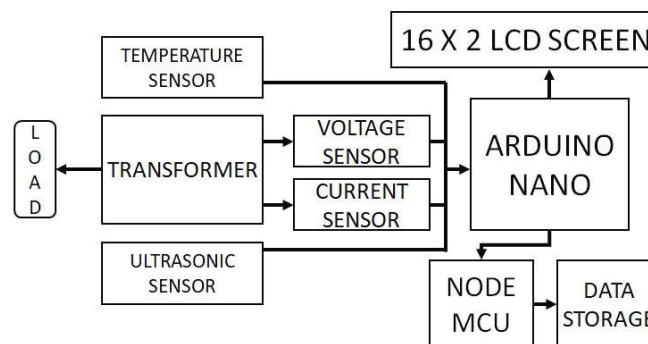 TEMPERATURE
SENSOR
16 X 2 LCD SCREEN
L
O
A
D
TRANSFORMER
VOLTAGE
SENSOR
CURRENT
SENSOR
ARDUINO
NANO
ULTRASONIC
SENSOR
NODE
MCU
DATA
STORAGE